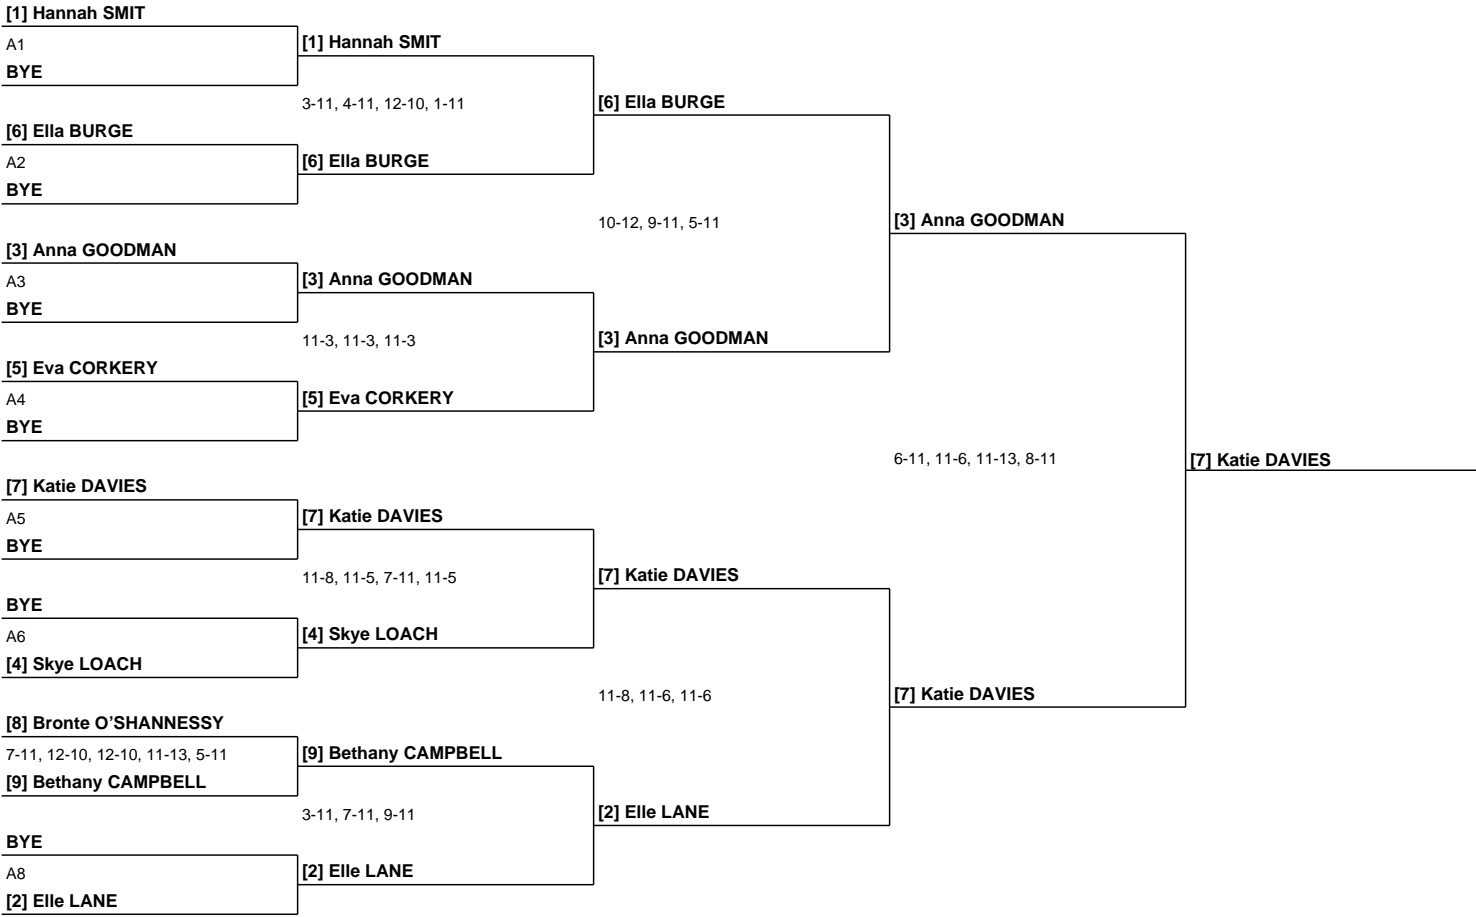 [1] Hannah SMIT
A1
BYE
[6] Ella BURGE
A2
BYE
[3] Anna GOODMAN
A3
BYE
[5] Eva CORKERY
A4
BYE
[7] Katie DAVIES
A5
BYE
BYE
A6
[4] Skye LOACH
[8] Bronte O’SHANNESSY
7-11, 12-10, 12-10, 11-13, 5-11
[9] Bethany CAMPBELL
BYE
A8
[2] Elle LANE
[1] Hannah SMIT
3-11, 4-11, 12-10, 1-11
[6] Ella BURGE
[3] Anna GOODMAN
11-3, 11-3, 11-3
[5] Eva CORKERY
[7] Katie DAVIES
11-8, 11-5, 7-11, 11-5
[4] Skye LOACH
[9] Bethany CAMPBELL
3-11, 7-11, 9-11
[2] Elle LANE
[6] Ella BURGE
10-12, 9-11, 5-11
[3] Anna GOODMAN
[7] Katie DAVIES
11-8, 11-6, 11-6
[2] Elle LANE
[3] Anna GOODMAN
6-11, 11-6, 11-13, 8-11
[7] Katie DAVIES
[7] Katie DAVIES